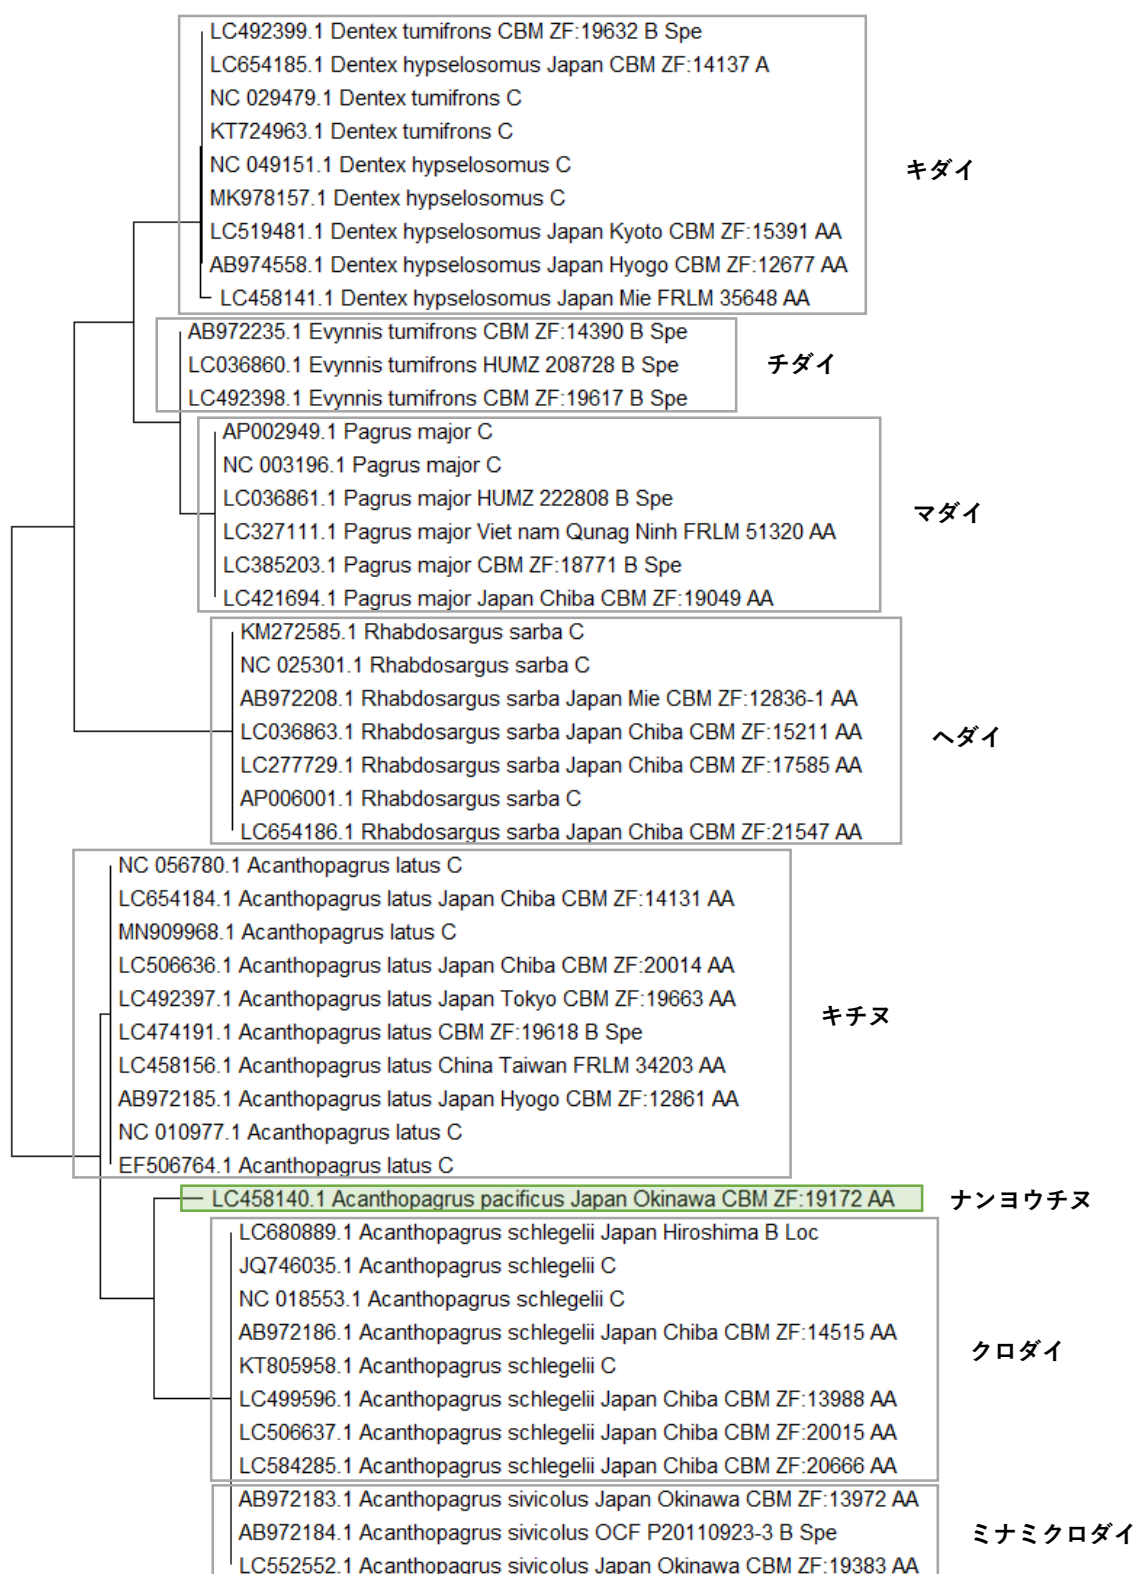 LC492399.1 Dentex tumifrons CBM ZF:19632 B Spe
LC654185.1 Dentex hypselosomus Japan CBM ZF:14137 A
NC 029479.1 Dentex tumifrons C
KT724963.1 Dentex tumifrons C
NC 049151.1 Dentex hypselosomus C
MK978157.1 Dentex hypselosomus C
LC519481.1 Dentex hypselosomus Japan Kyoto CBM ZF:15391 AA
AB974558.1 Dentex hypselosomus Japan Hyogo CBM ZF:12677 AA
LC458141.1 Dentex hypselosomus Japan Mie FRLM 35648 AA
キダイ
AB972235.1 Evynnis tumifrons CBM ZF:14390 B Spe
LC036860.1 Evynnis tumifrons HUMZ 208728 B Spe
LC492398.1 Evynnis tumifrons CBM ZF:19617 B Spe
チダイ
AP002949.1 Pagrus major C
NC 003196.1 Pagrus major C
LC036861.1 Pagrus major HUMZ 222808 B Spe
LC327111.1 Pagrus major Viet nam Qunag Ninh FRLM 51320 AA
LC385203.1 Pagrus major CBM ZF:18771 B Spe
LC421694.1 Pagrus major Japan Chiba CBM ZF:19049 AA
マダイ
KM272585.1 Rhabdosargus sarba C
NC 025301.1 Rhabdosargus sarba C
AB972208.1 Rhabdosargus sarba Japan Mie CBM ZF:12836-1 AA
LC036863.1 Rhabdosargus sarba Japan Chiba CBM ZF:15211 AA
LC277729.1 Rhabdosargus sarba Japan Chiba CBM ZF:17585 AA
AP006001.1 Rhabdosargus sarba C
LC654186.1 Rhabdosargus sarba Japan Chiba CBM ZF:21547 AA
ヘダイ
NC 056780.1 Acanthopagrus latus C
LC654184.1 Acanthopagrus latus Japan Chiba CBM ZF:14131 AA
MN909968.1 Acanthopagrus latus C
LC506636.1 Acanthopagrus latus Japan Chiba CBM ZF:20014 AA
LC492397.1 Acanthopagrus latus Japan Tokyo CBM ZF:19663 AA
LC474191.1 Acanthopagrus latus CBM ZF:19618 B Spe
LC458156.1 Acanthopagrus latus China Taiwan FRLM 34203 AA
AB972185.1 Acanthopagrus latus Japan Hyogo CBM ZF:12861 AA
NC 010977.1 Acanthopagrus latus C
EF506764.1 Acanthopagrus latus C
キチヌ
LC458140.1 Acanthopagrus pacificus Japan Okinawa CBM ZF:19172 AA
ナンヨウチヌ
LC680889.1 Acanthopagrus schlegelii Japan Hiroshima B Loc
JQ746035.1 Acanthopagrus schlegelii C
NC 018553.1 Acanthopagrus schlegelii C
AB972186.1 Acanthopagrus schlegelii Japan Chiba CBM ZF:14515 AA
KT805958.1 Acanthopagrus schlegelii C
LC499596.1 Acanthopagrus schlegelii Japan Chiba CBM ZF:13988 AA
LC506637.1 Acanthopagrus schlegelii Japan Chiba CBM ZF:20015 AA
LC584285.1 Acanthopagrus schlegelii Japan Chiba CBM ZF:20666 AA
クロダイ
AB972183.1 Acanthopagrus sivicolus Japan Okinawa CBM ZF:13972 AA
AB972184.1 Acanthopagrus sivicolus OCF P20110923-3 B Spe
LC552552.1 Acanthopagrus sivicolus Japan Okinawa CBM ZF:19383 AA
ミナミクロダイ